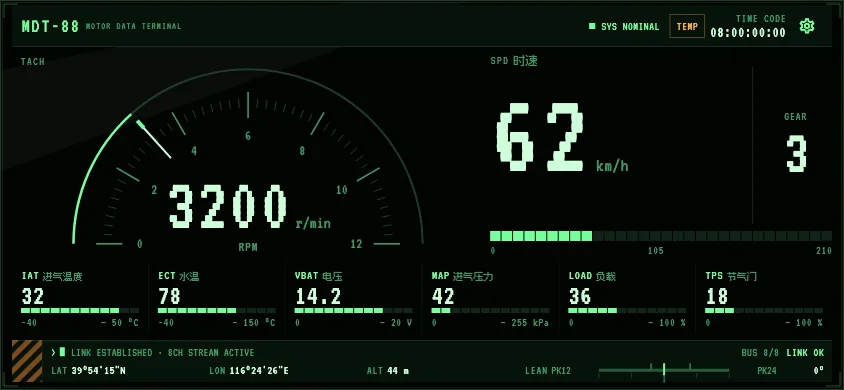 MDT-88 MOTOR DATA TERMINAL
SYS NOMINAL
TEMP
TIME CODE
08:00:00:00
TACH
0
2
4
6
8
10
12
3200 r/min
RPM
SPD 时速
62 km/h
GEAR
3
0 105 210
IAT 进气温度
32
-40 — 50 °C
ECT 水温
78
-40 — 150 °C
VBAT 电压
14.2
0 — 20 V
MAP 进气压力
42
0 — 255 kPa
LOAD 负载
36
0 — 100 %
TPS 节气门
18
0 — 100 %
❯ LINK ESTABLISHED · 8CH STREAM ACTIVE
BUS 8/8 LINK OK
LAT 39°54'15"N LON 116°24'26"E ALT 44 m
LEAN PK12 PK24 0°